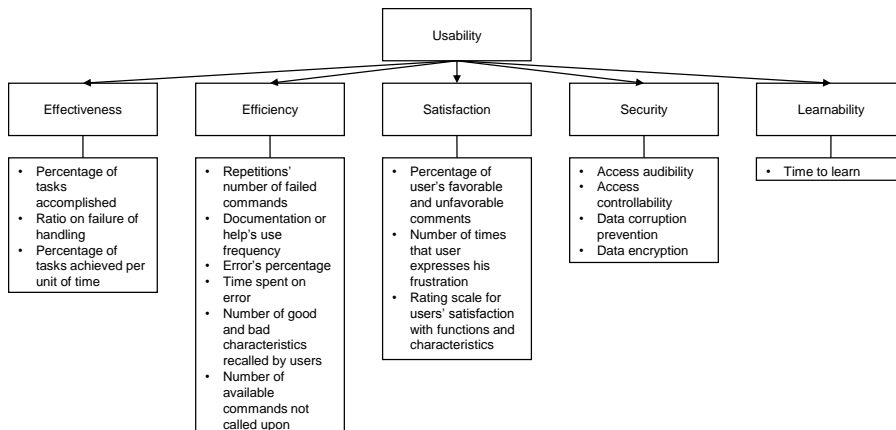 Usability
Effectiveness
Efficiency
Satisfaction
Security
Learnability
• Percentage of
tasks
accomplished
• Ratio on failure of
handling
• Percentage of
tasks achieved per
unit of time
• Repetitions’
number of failed
commands
• Documentation or
help’s use
frequency
• Error’s percentage
• Time spent on
error
• Number of good
and bad
characteristics
recalled by users
• Number of
available
commands not
called upon
• Percentage of
user’s favorable
and unfavorable
comments
• Number of times
that user
expresses his
frustration
• Rating scale for
users’ satisfaction
with functions and
characteristics
• Access audibility
• Access
controllability
• Data corruption
prevention
• Data encryption
• Time to learn